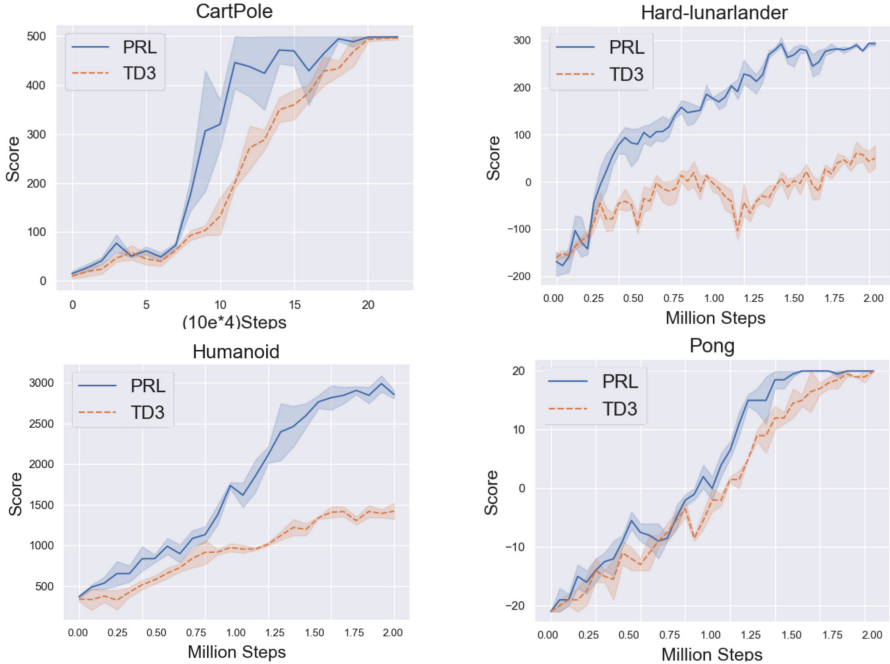 CartPole
500
400
300
200
100
0
Score
PRL
TD3
0 5 10 15 20
(10e*4)Steps
Hard-lunarlander
300
200
100
0
−100
−200
Score
PRL
TD3
0.00 0.25 0.50 0.75 1.00 1.25 1.50 1.75 2.00
Million Steps
Humanoid
3000
2500
2000
1500
1000
500
Score
PRL
TD3
0.00 0.25 0.50 0.75 1.00 1.25 1.50 1.75 2.00
Million Steps
Pong
20
10
0
−10
−20
Score
PRL
TD3
0.00 0.25 0.50 0.75 1.00 1.25 1.50 1.75 2.00
Million Steps